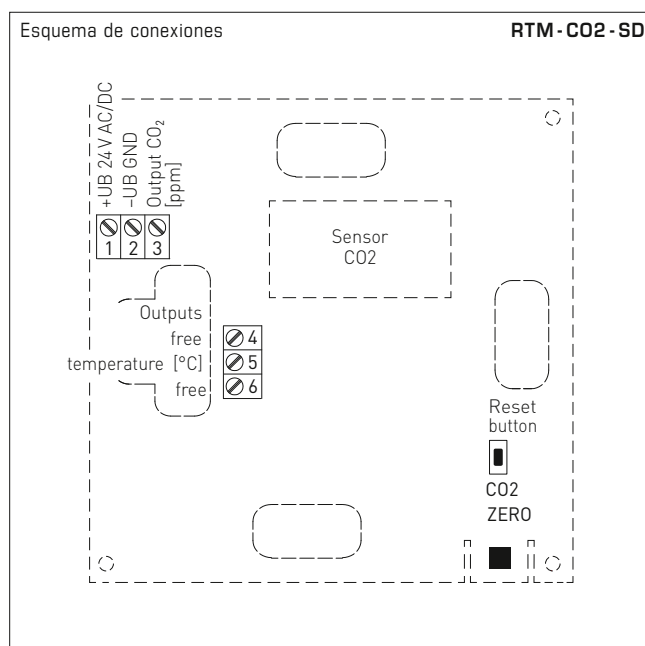 Esquema de conexiones
RTM-CO2-SD
+UB 24V AC/DC
–UB GND
Output CO₂
[ppm]
1 2 3
Sensor
CO2
Outputs
free 4
temperature [°C] 5
free 6
Reset
button
CO2
ZERO